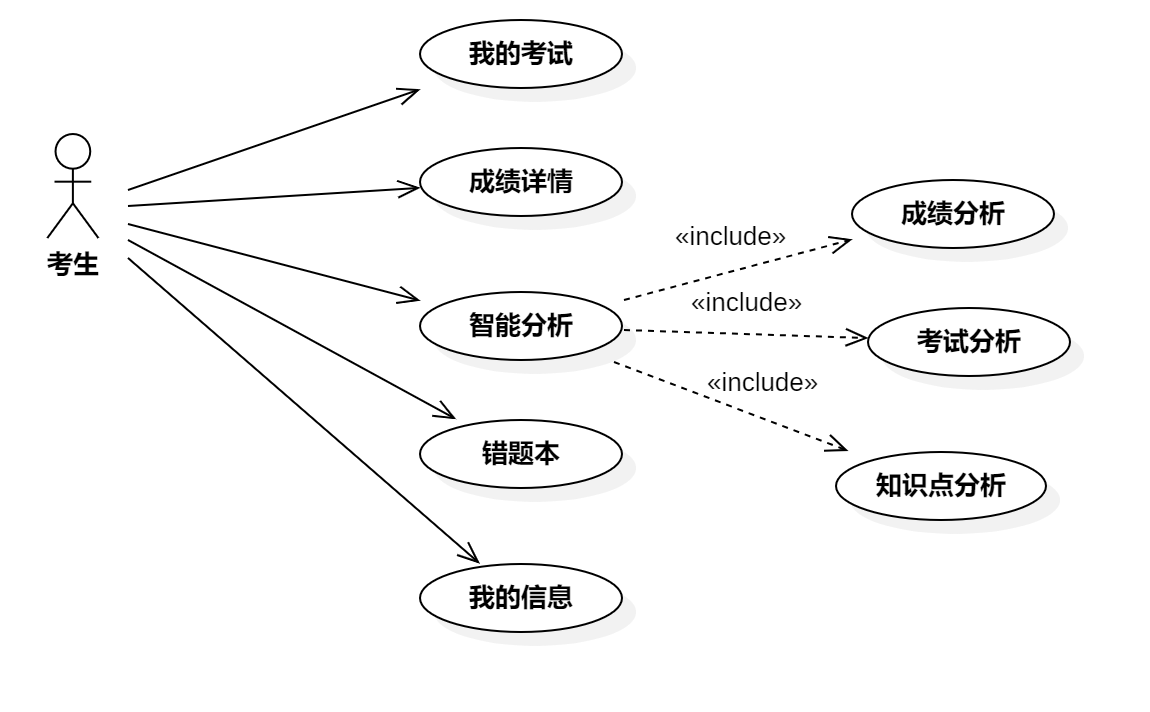 我的考试
成绩详情
成绩分析
«include»
考生
«include»
智能分析
考试分析
«include»
错题本
知识点分析
我的信息